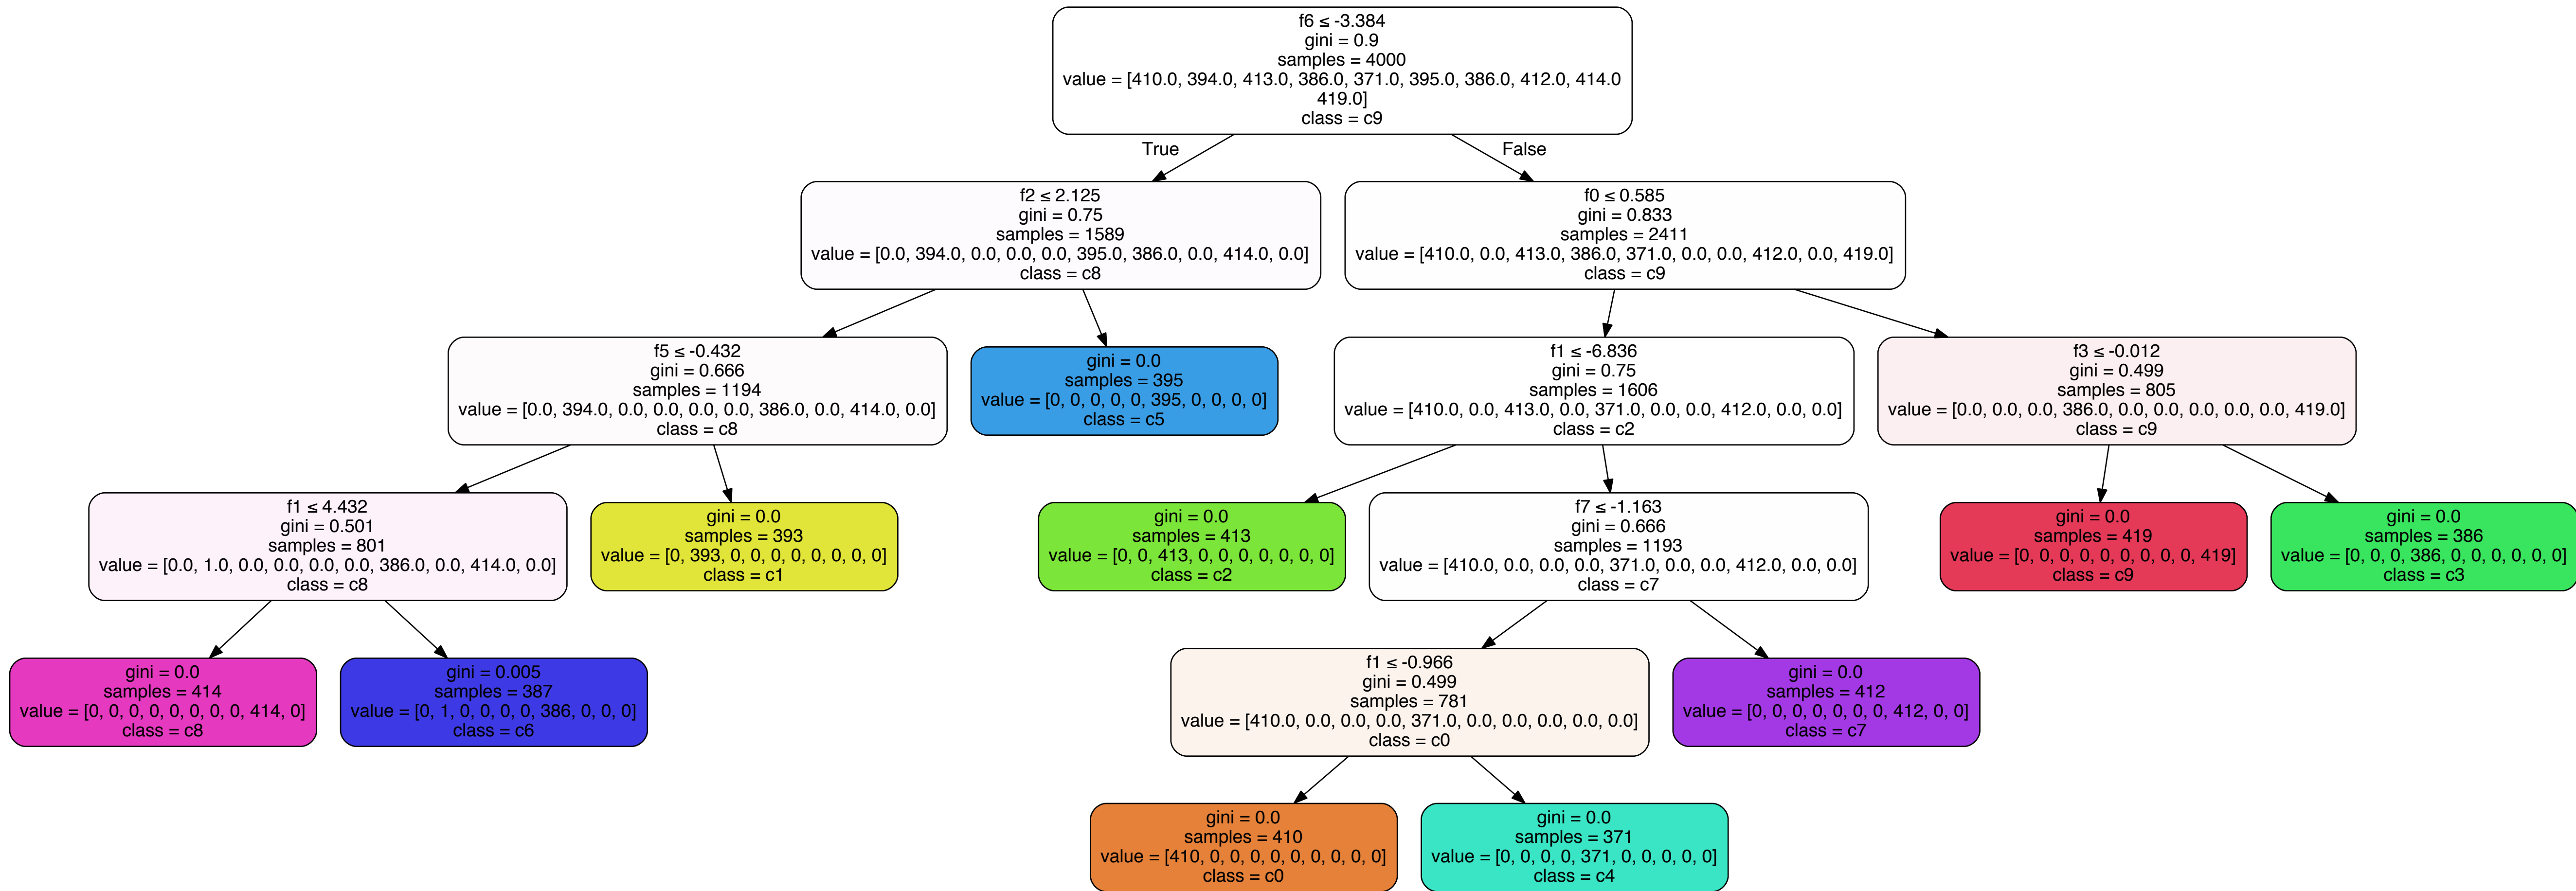 f6 ≤ -3.384
gini = 0.9
samples = 4000
value = [410.0, 394.0, 413.0, 386.0, 371.0, 395.0, 386.0, 412.0, 414.0
419.0]
class = c9
True
False
f2 ≤ 2.125
gini = 0.75
samples = 1589
value = [0.0, 394.0, 0.0, 0.0, 0.0, 395.0, 386.0, 0.0, 414.0, 0.0]
class = c8
f0 ≤ 0.585
gini = 0.833
samples = 2411
value = [410.0, 0.0, 413.0, 386.0, 371.0, 0.0, 0.0, 412.0, 0.0, 419.0]
class = c9
f5 ≤ -0.432
gini = 0.666
samples = 1194
value = [0.0, 394.0, 0.0, 0.0, 0.0, 0.0, 386.0, 0.0, 414.0, 0.0]
class = c8
gini = 0.0
samples = 395
value = [0, 0, 0, 0, 0, 395, 0, 0, 0, 0]
class = c5
f1 ≤ -6.836
gini = 0.75
samples = 1606
value = [410.0, 0.0, 413.0, 0.0, 371.0, 0.0, 0.0, 412.0, 0.0, 0.0]
class = c2
f3 ≤ -0.012
gini = 0.499
samples = 805
value = [0.0, 0.0, 0.0, 386.0, 0.0, 0.0, 0.0, 0.0, 0.0, 419.0]
class = c9
f1 ≤ 4.432
gini = 0.501
samples = 801
value = [0.0, 1.0, 0.0, 0.0, 0.0, 0.0, 386.0, 0.0, 414.0, 0.0]
class = c8
gini = 0.0
samples = 393
value = [0, 393, 0, 0, 0, 0, 0, 0, 0, 0]
class = c1
gini = 0.0
samples = 413
value = [0, 0, 413, 0, 0, 0, 0, 0, 0, 0]
class = c2
f7 ≤ -1.163
gini = 0.666
samples = 1193
value = [410.0, 0.0, 0.0, 0.0, 371.0, 0.0, 0.0, 412.0, 0.0, 0.0]
class = c7
gini = 0.0
samples = 419
value = [0, 0, 0, 0, 0, 0, 0, 0, 0, 419]
class = c9
gini = 0.0
samples = 386
value = [0, 0, 0, 386, 0, 0, 0, 0, 0, 0]
class = c3
gini = 0.0
samples = 414
value = [0, 0, 0, 0, 0, 0, 0, 0, 414, 0]
class = c8
gini = 0.005
samples = 387
value = [0, 1, 0, 0, 0, 0, 386, 0, 0, 0]
class = c6
f1 ≤ -0.966
gini = 0.499
samples = 781
value = [410.0, 0.0, 0.0, 0.0, 371.0, 0.0, 0.0, 0.0, 0.0, 0.0]
class = c0
gini = 0.0
samples = 412
value = [0, 0, 0, 0, 0, 0, 0, 412, 0, 0]
class = c7
gini = 0.0
samples = 410
value = [410, 0, 0, 0, 0, 0, 0, 0, 0, 0]
class = c0
gini = 0.0
samples = 371
value = [0, 0, 0, 0, 371, 0, 0, 0, 0, 0]
class = c4